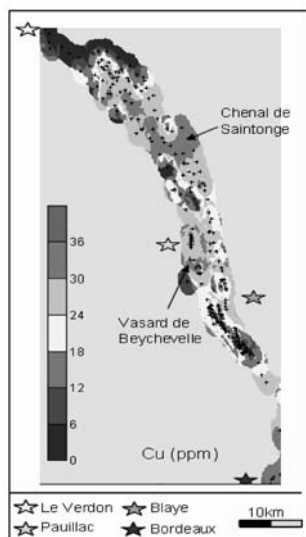 Chenal de
Saintonge
36
30
24
18
12
6
0
Vasard de
Beychevelle
Cu (ppm)
Le Verdon
Blaye
10km
Pauillac
Bordeaux